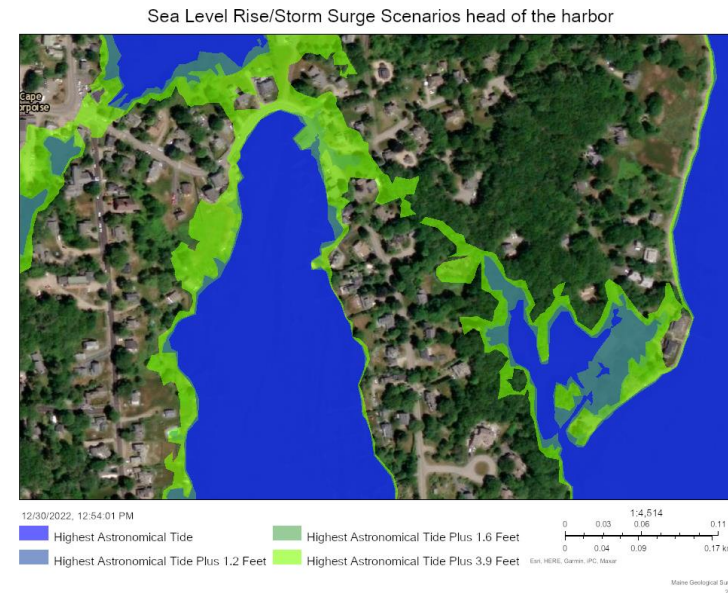 Sea Level Rise/Storm Surge Scenarios head of the harbor
Cape
orpoise
12/30/2022, 12:54:01 PM
Highest Astronomical Tide
Highest Astronomical Tide Plus 1.2 Feet
Highest Astronomical Tide Plus 1.6 Feet
Highest Astronomical Tide Plus 3.9 Feet
1:4,514
0 0.03 0.06 0.11
0 0.04 0.09 0.17 k
Esri, HERE, Garmin, iPC, Maxar
Maine Geological Su